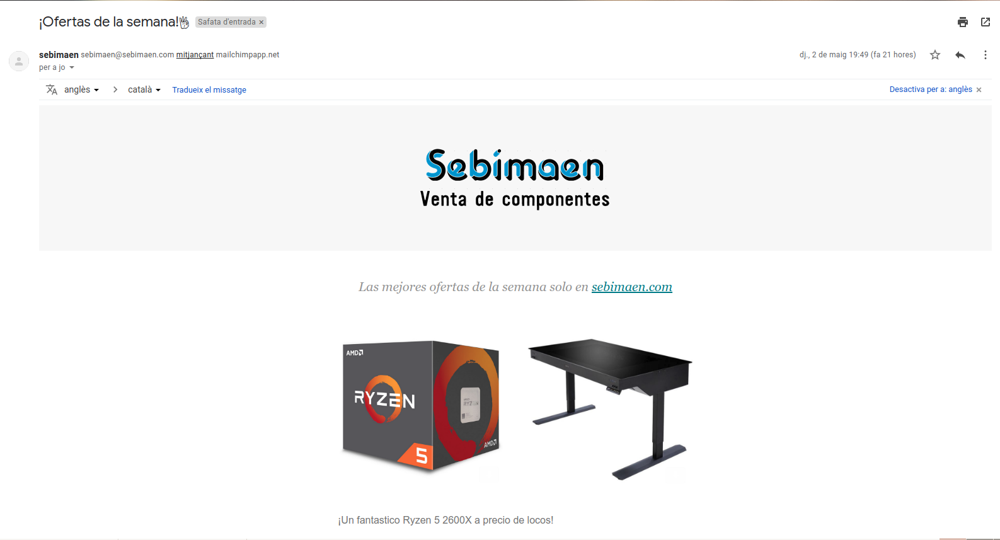 ¡Ofertas de la semana!👌 Safata d'entrada ×
sebimaen sebimaen@sebimaen.com mitjançant mailchimpapp.net
dj., 2 de maig 19:49 (fa 21 hores)
per a jo
anglès > català Tradueix el missatge
Desactiva per a: anglès ×
Sebimaen
Venta de componentes
Las mejores ofertas de la semana solo en sebimaen.com
AMD
RYZEN
5
AMD
RYZEN
AMD
¡Un fantastico Ryzen 5 2600X a precio de locos!